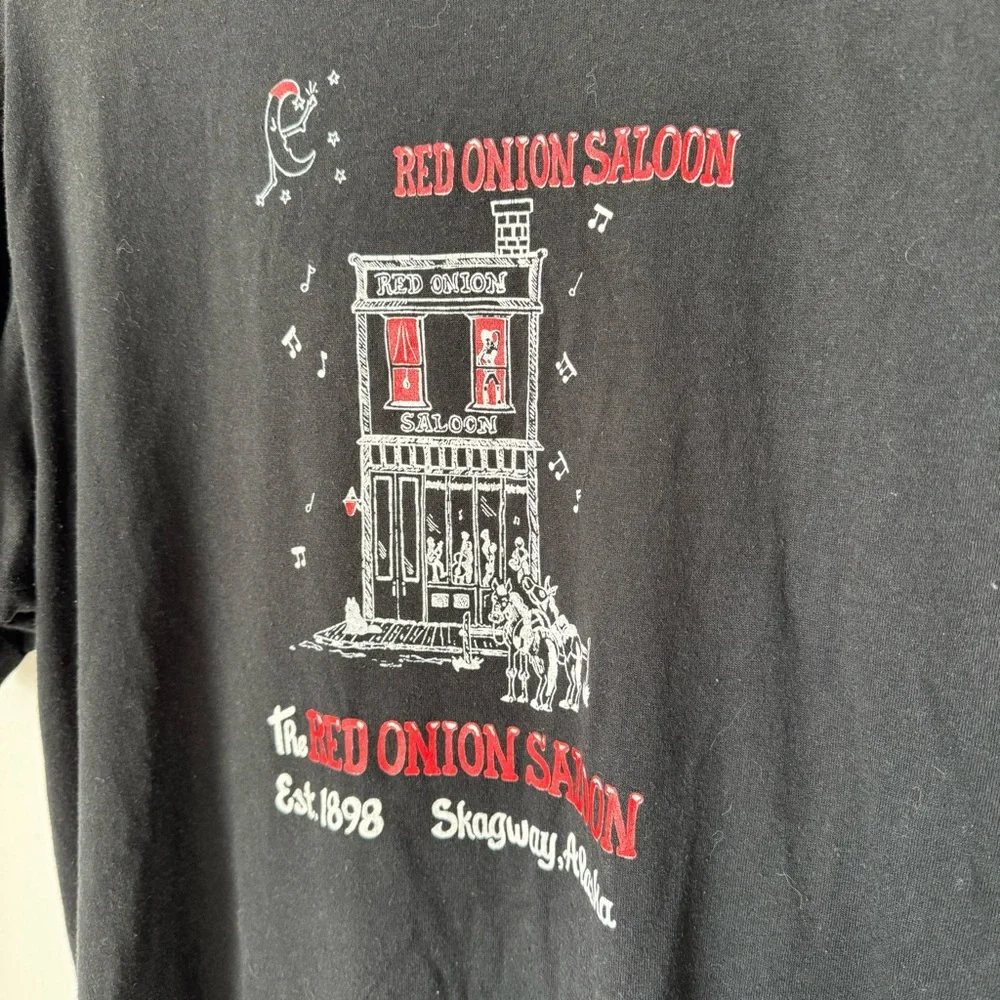 RED ONION SALOON
RED ONION
SALOON
The RED ONION SALOON
Est. 1898 Skagway, Alaska